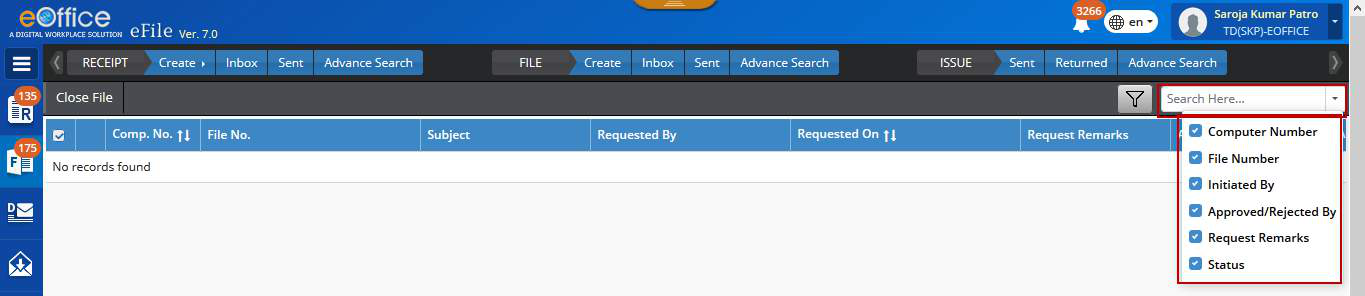 eOffice
A DIGITAL WORKPLACE SOLUTION
eFile Ver. 7.0
3266
en
Saroja Kumar Patro
TD(SKP)-EOFFICE
RECEIPT Create Inbox Sent Advance Search FILE Create Inbox Sent Advance Search ISSUE Sent Returned Advance Search
135
R
Close File
Search Here...
Comp. No. File No. Subject Requested By Requested On Request Remarks
175
F
No records found
D
Computer Number
File Number
Initiated By
Approved/Rejected By
Request Remarks
Status